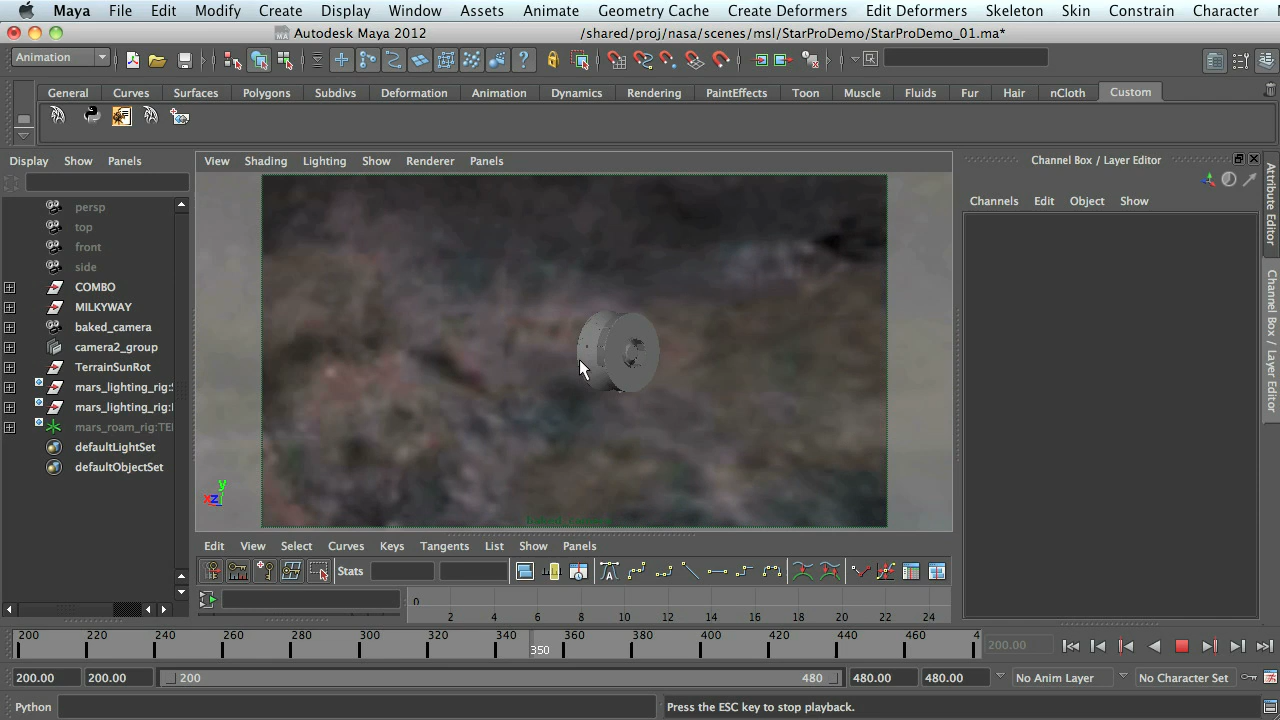 Maya File Edit Modify Create Display Window Assets Animate Geometry Cache Create Deformers Edit Deformers Skeleton Skin Constrain Character
Autodesk Maya 2012 /shared/proj/nasa/scenes/msl/StarProDemo/StarProDemo_01.ma*
Animation
General Curves Surfaces Polygons Subdivs Deformation Animation Dynamics Rendering PaintEffects Toon Muscle Fluids Fur Hair nCloth Custom
Display Show Panels
View Shading Lighting Show Renderer Panels
Channel Box / Layer Editor
Channels Edit Object Show
Attribute Editor
Channel Box / Layer Editor
persp
top
front
side
COMBO
MILKYWAY
baked_camera
camera2_group
TerrainSunRot
mars_lighting_rig:S
mars_lighting_rig:
mars_roam_rig:TE
defaultLightSet
defaultObjectSet
y
x z
baked_camera
Edit View Select Curves Keys Tangents List Show Panels
Stats
0 2 4 6 8 10 12 14 16 18 20 22 24
200 220 240 260 280 300 320 340 360 380 400 420 440 460 4
350
200.00
200.00 200.00 200 480 480.00 480.00 No Anim Layer No Character Set
Python Press the ESC key to stop playback.